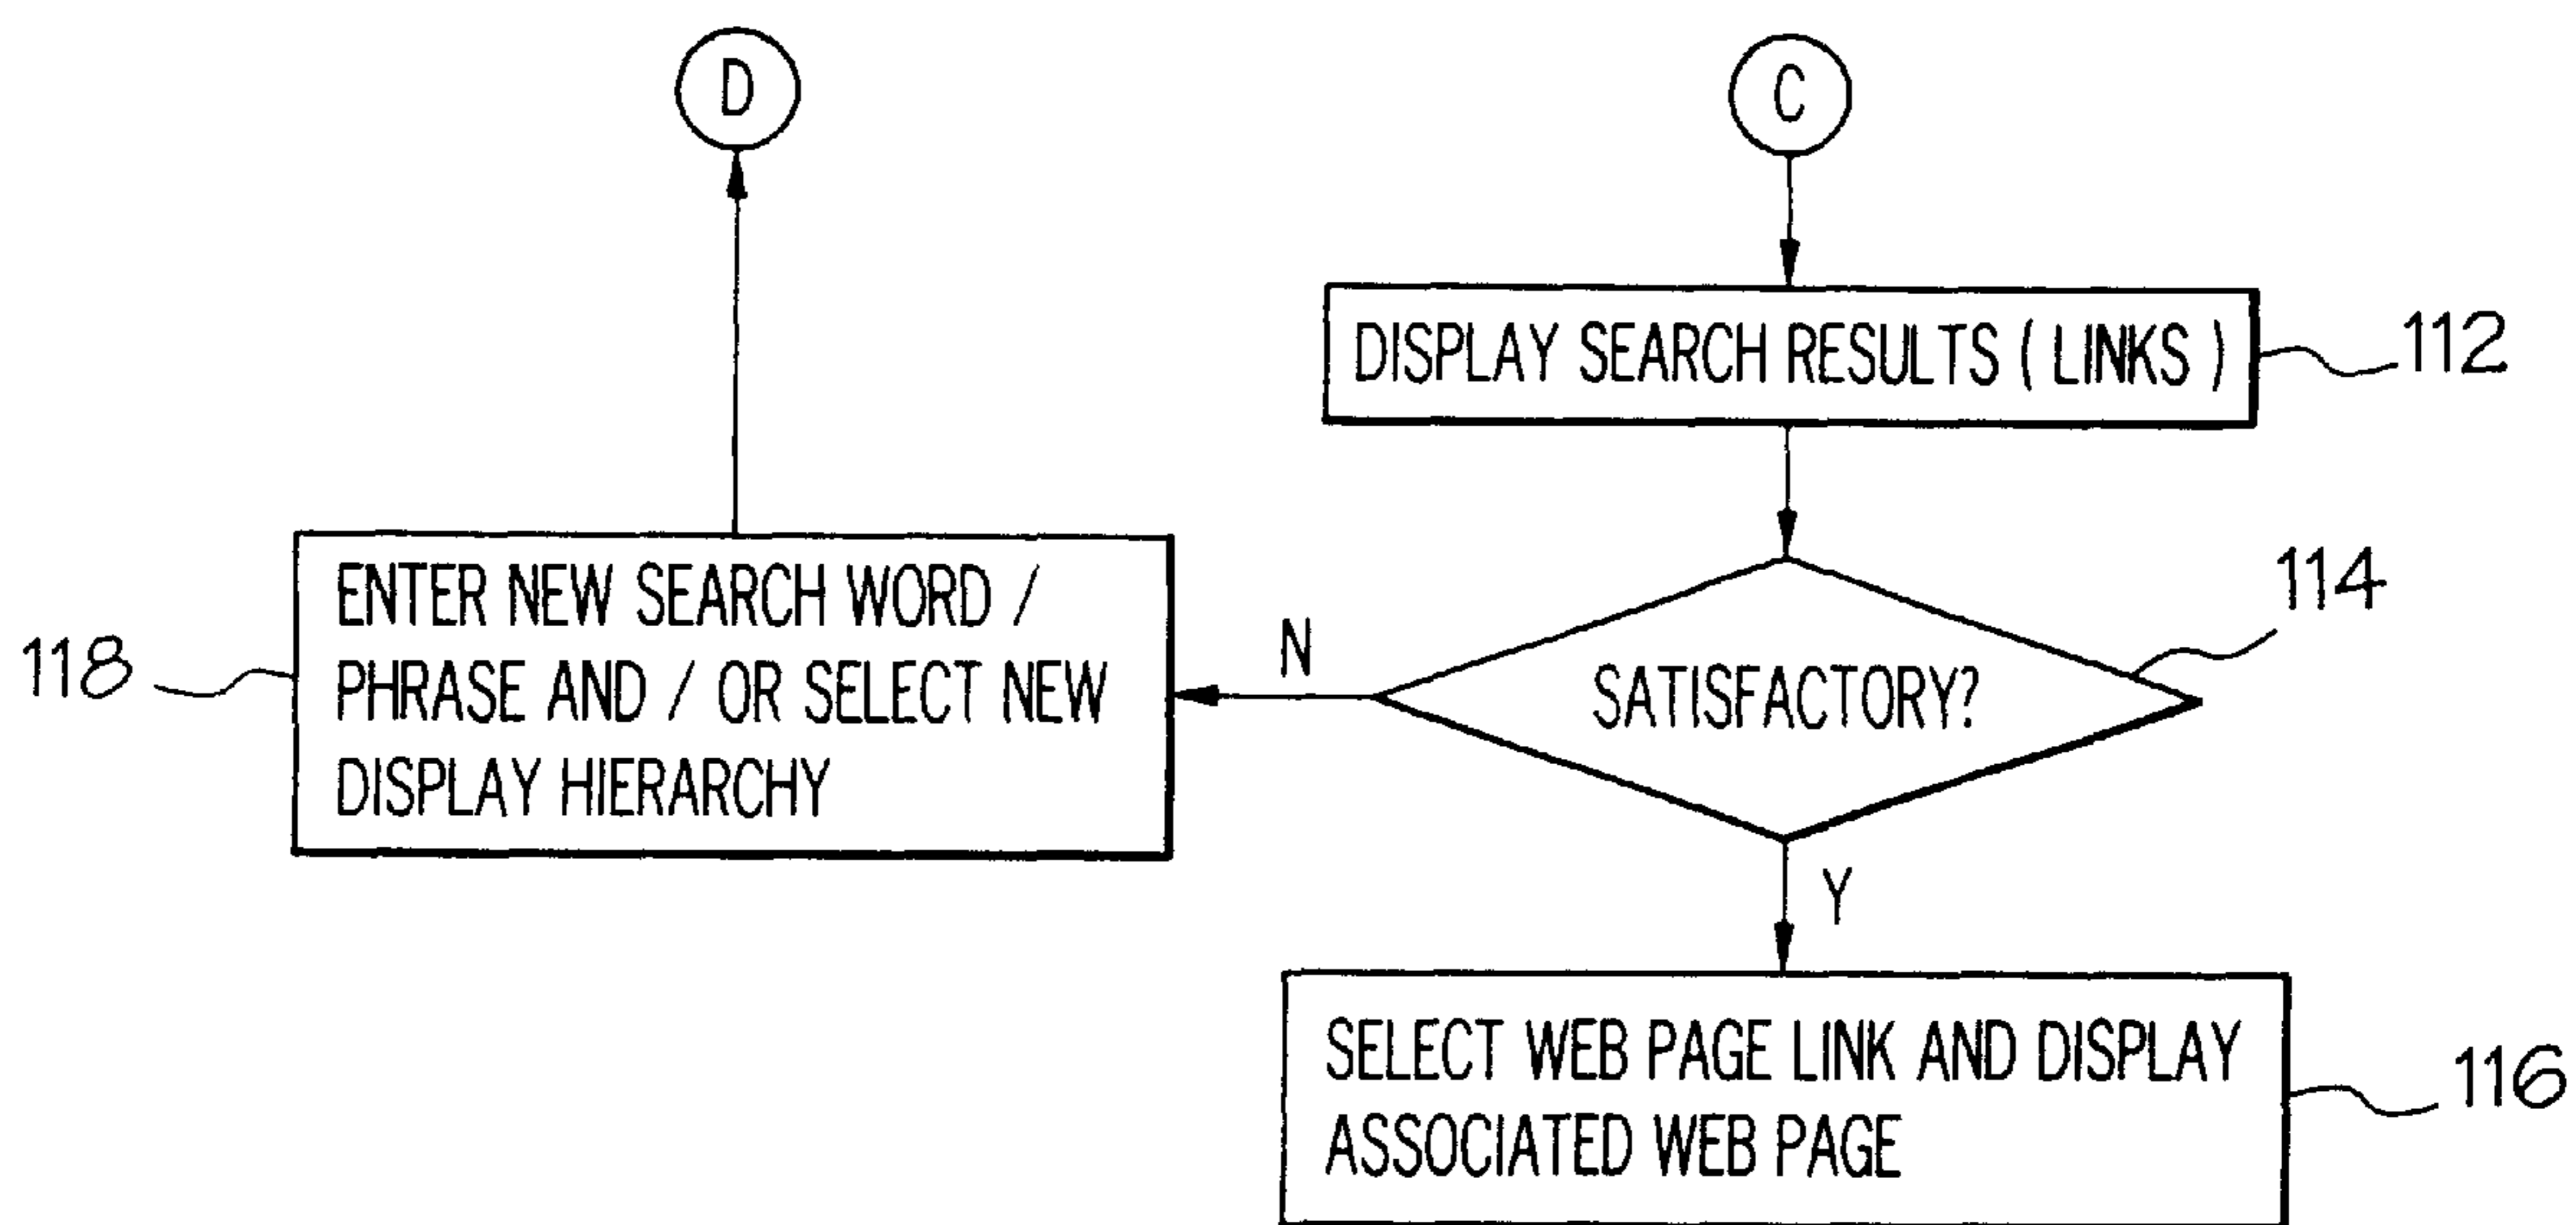 D
C
DISPLAY SEARCH RESULTS ( LINKS )
112
ENTER NEW SEARCH WORD /
PHRASE AND / OR SELECT NEW
DISPLAY HIERARCHY
118
N
SATISFACTORY?
114
Y
SELECT WEB PAGE LINK AND DISPLAY
ASSOCIATED WEB PAGE
116